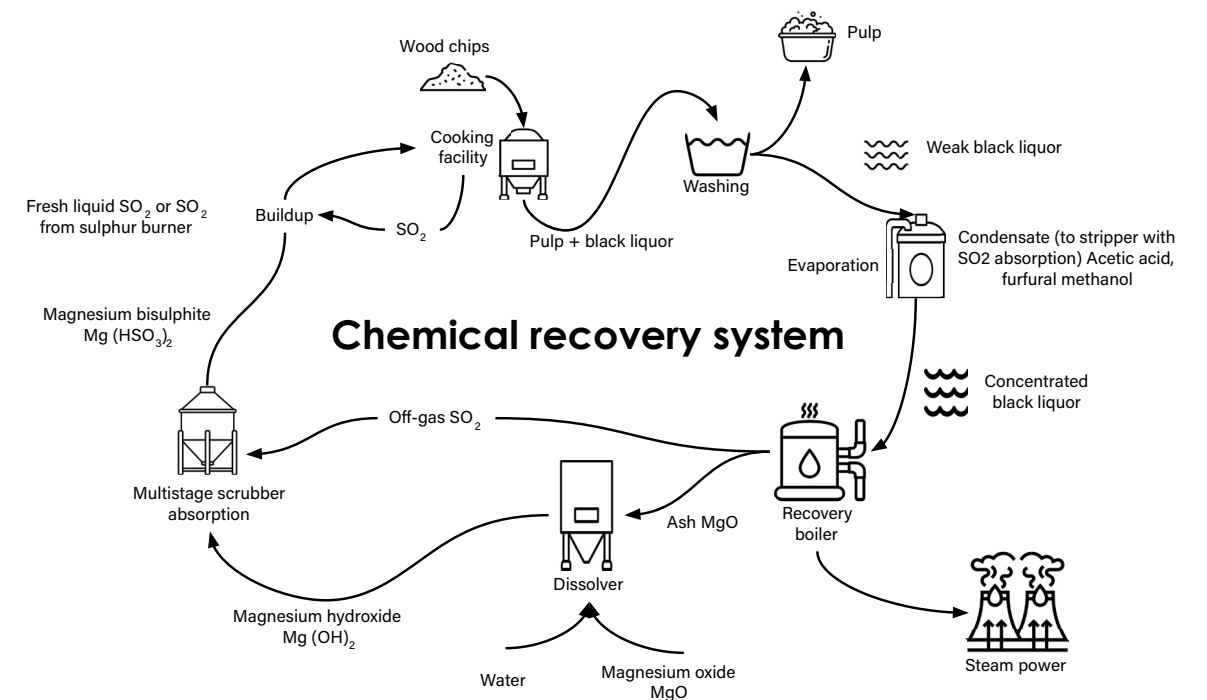 Pulp
Wood chips
Cooking
facility
Weak black liquor
Washing
Fresh liquid SO₂ or SO₂
from sulphur burner
Buildup
SO₂
Pulp + black liquor
Evaporation
Condensate (to stripper with
SO2 absorption) Acetic acid,
furfural methanol
Magnesium bisulphite
Mg (HSO₃)₂
Chemical recovery system
Concentrated
black liquor
Off-gas SO₂
Multistage scrubber
absorption
Ash MgO
Recovery
boiler
Dissolver
Magnesium hydroxide
Mg (OH)₂
Water
Magnesium oxide
MgO
Steam power